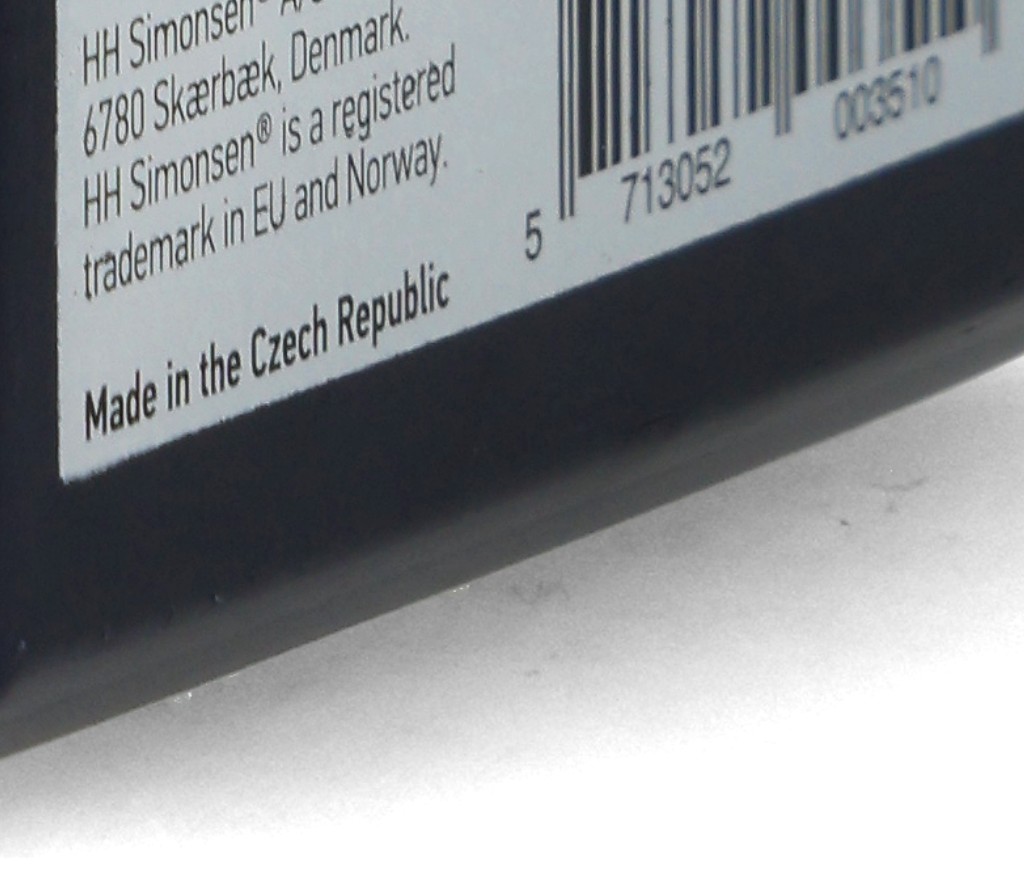 HH Simonsen®
6780 Skærbæk, Denmark.
HH Simonsen® is a registered
trademark in EU and Norway.
Made in the Czech Republic
5 713052 003510